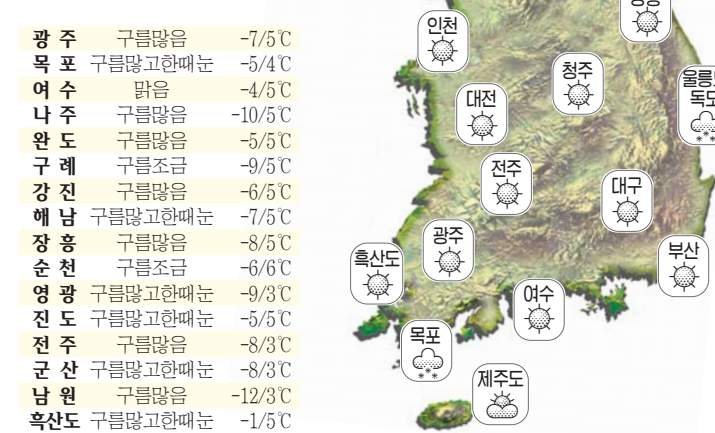 광 주 구름많음 -7/5℃
목 포 구름많고한때눈 -5/4℃
여 수 맑음 -4/5℃
나 주 구름많음 -10/5℃
완 도 구름많음 -5/5℃
구 례 구름조금 -9/5℃
강 진 구름많음 -6/5℃
해 남 구름많고한때눈 -7/5℃
장 흥 구름많음 -8/5℃
순 천 구름조금 -6/6℃
영 광 구름많고한때눈 -9/3℃
진 도 구름많고한때눈 -5/5℃
전 주 구름많음 -8/3℃
군 산 구름많고한때눈 -8/3℃
남 원 구름많음 -12/3℃
흑산도 구름많고한때눈 -1/5℃
인천
청주
대전
독도
전주
대구
광주
흑산도
부산
여수
목포
제주도